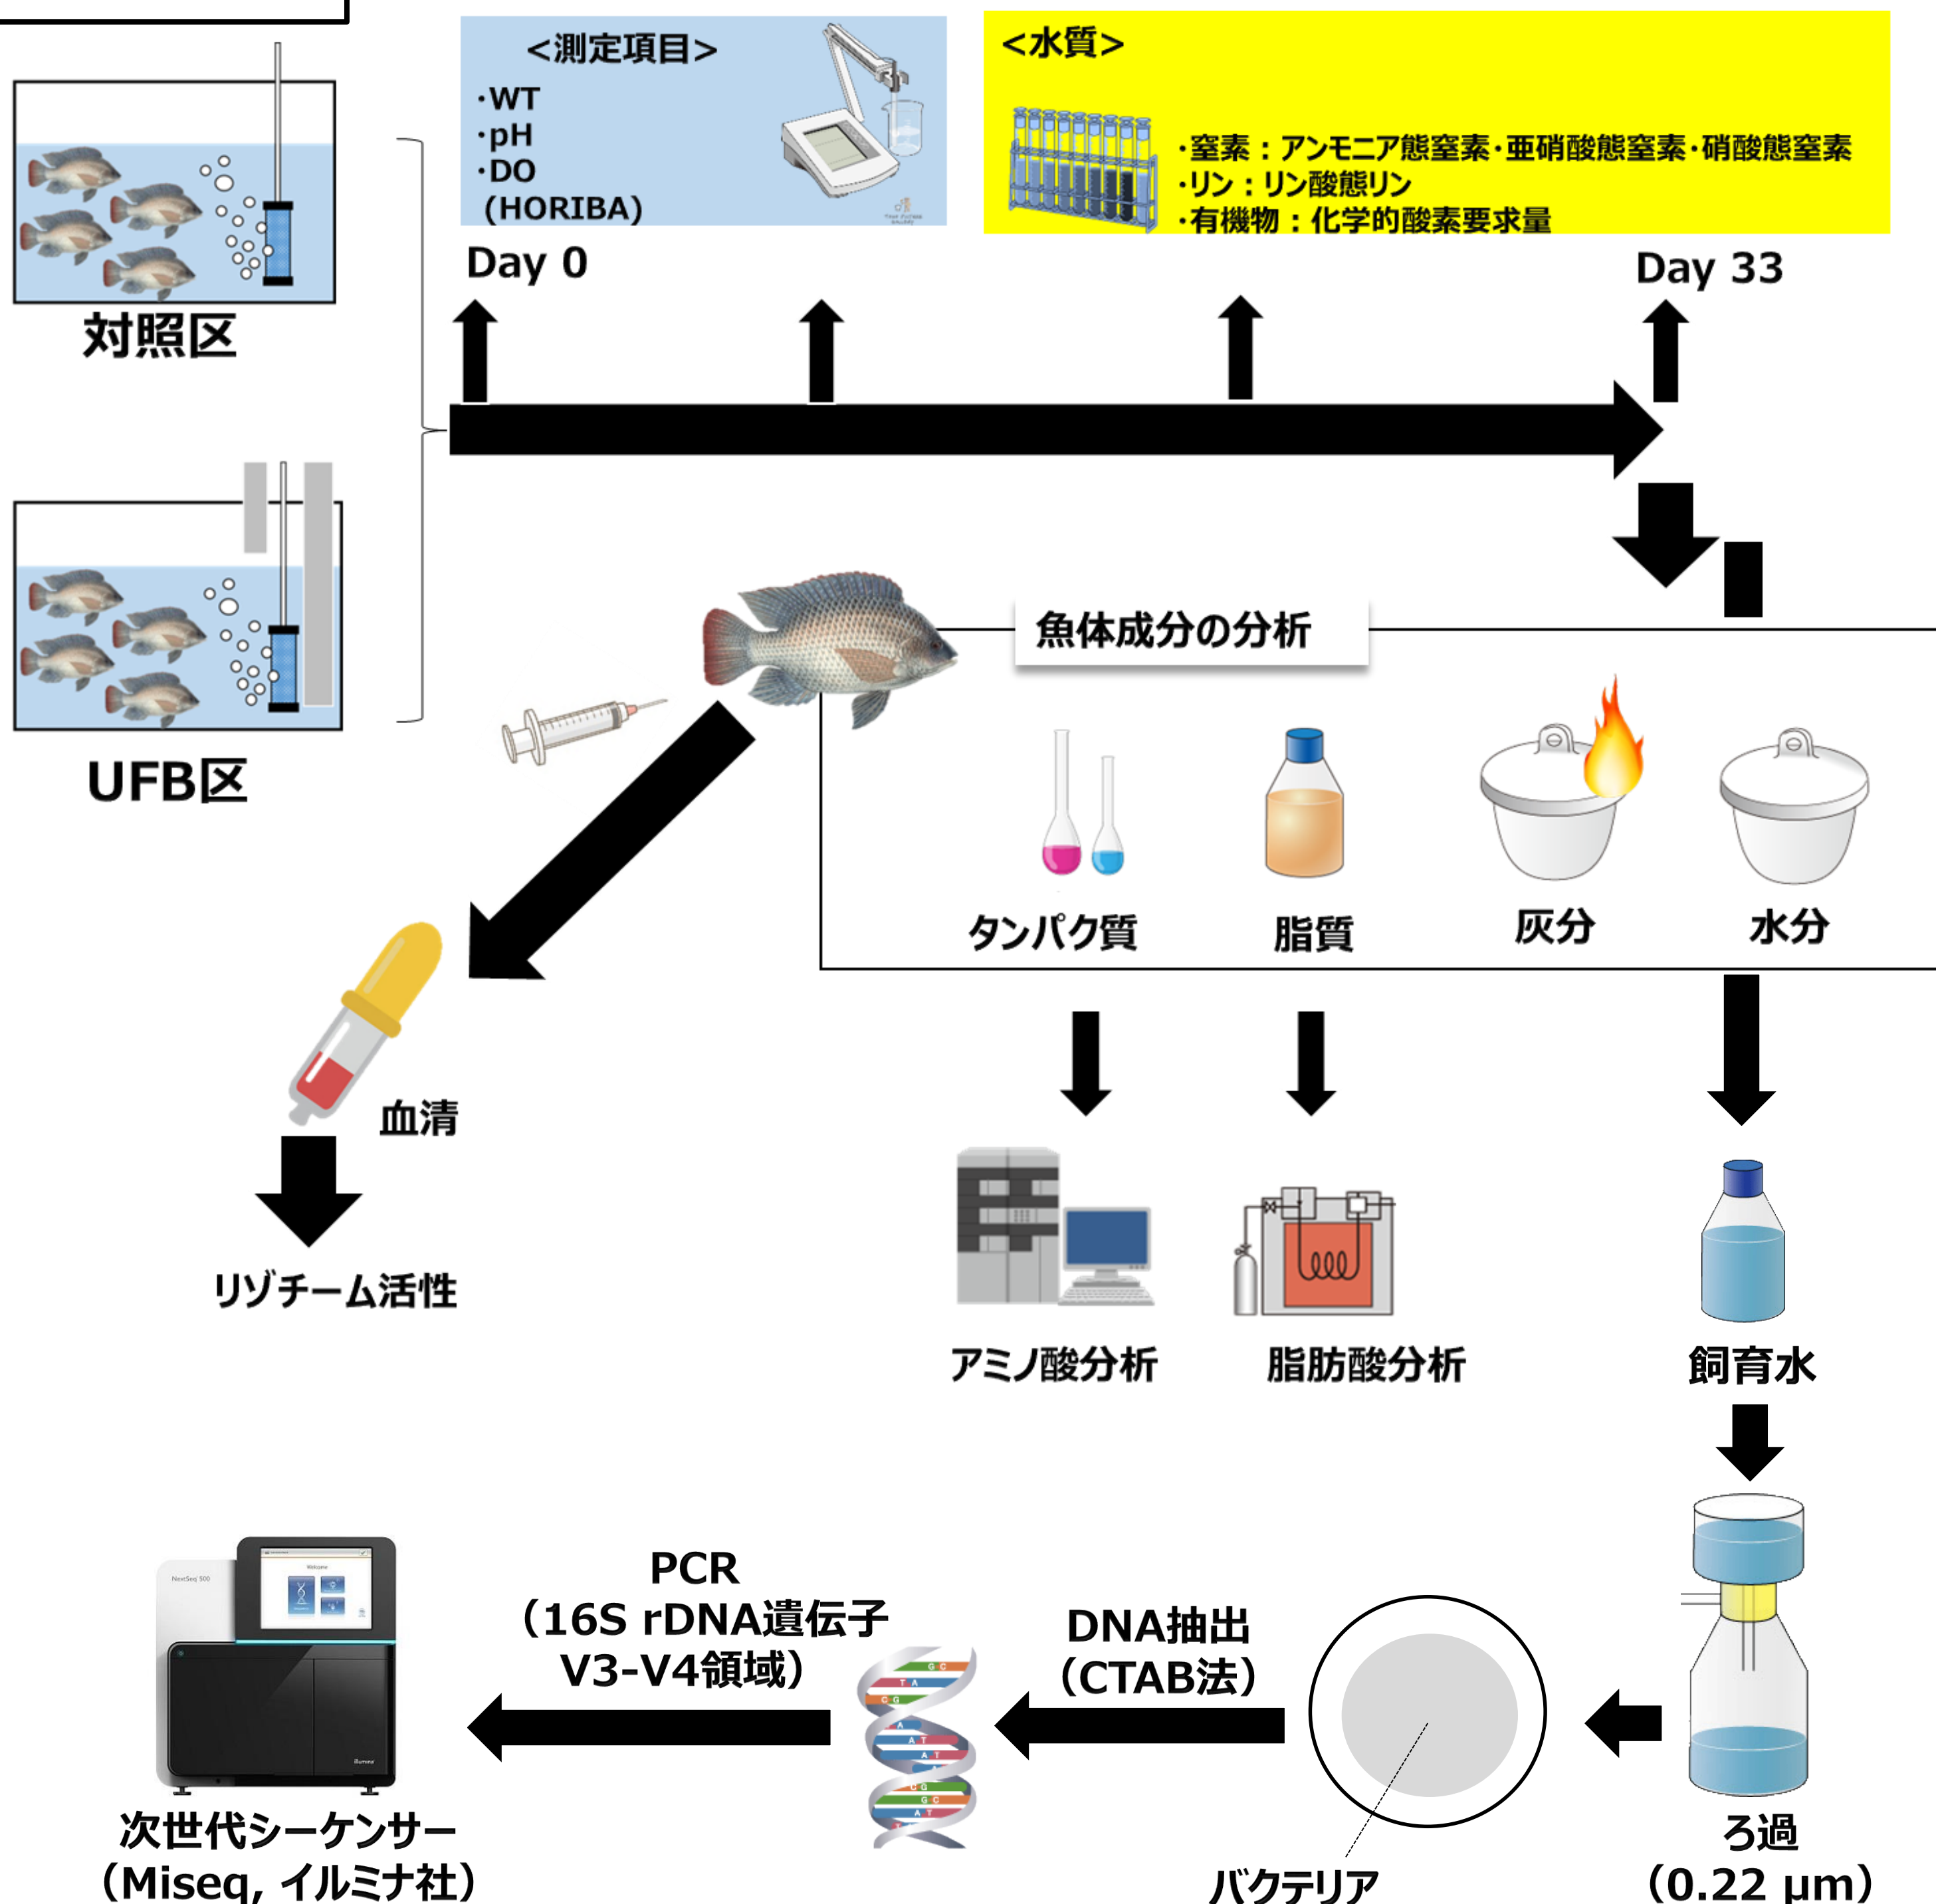 <測定項目>
・WT
・pH
・DO
(HORIBA)
<水質>
・窒素：アンモニア態窒素・亜硝酸態窒素・硝酸態窒素
・リン：リン酸態リン
・有機物：化学的酸素要求量
Day 0
Day 33
対照区
UFB区
魚体成分の分析
タンパク質
脂質
灰分
水分
血清
リゾチーム活性
アミノ酸分析
脂肪酸分析
飼育水
ろ過
（0.22 μm）
バクテリア
DNA抽出
（CTAB法）
PCR
（16S rDNA遺伝子
V3-V4領域）
G C
T A
C G
A
A T
A T
C G
G C
A T
NextSeq 500
Welcome
illumina
次世代シーケンサー
（Miseq, イルミナ社）